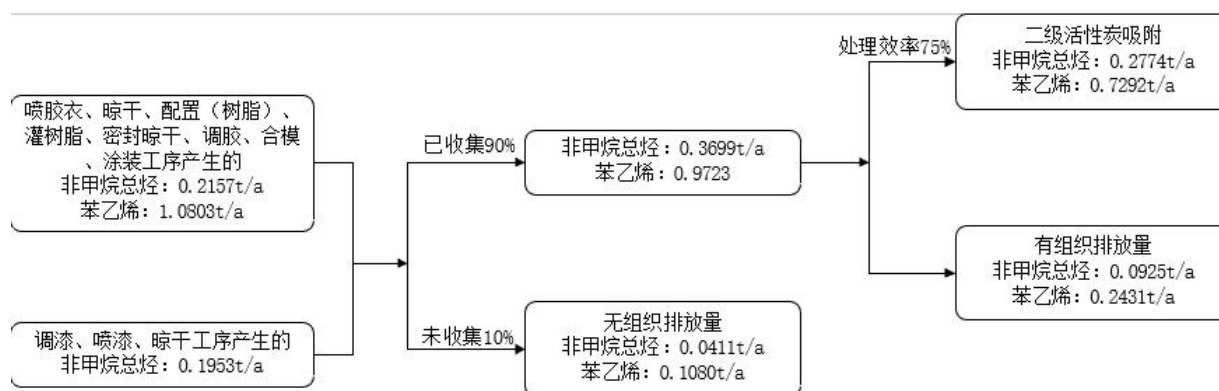 喷胶衣、晾干、配置（树脂）、
灌树脂、密封晾干、调胶、合模
、涂装工序产生的
非甲烷总烃：0.2157t/a
苯乙烯：1.0803t/a
调漆、喷漆、晾干工序产生的
非甲烷总烃：0.1953t/a
已收集90%
未收集10%
非甲烷总烃：0.3699t/a
苯乙烯：0.9723
无组织排放量
非甲烷总烃：0.0411t/a
苯乙烯：0.1080t/a
处理效率75%
二级活性炭吸附
非甲烷总烃：0.2774t/a
苯乙烯：0.7292t/a
有组织排放量
非甲烷总烃：0.0925t/a
苯乙烯：0.2431t/a